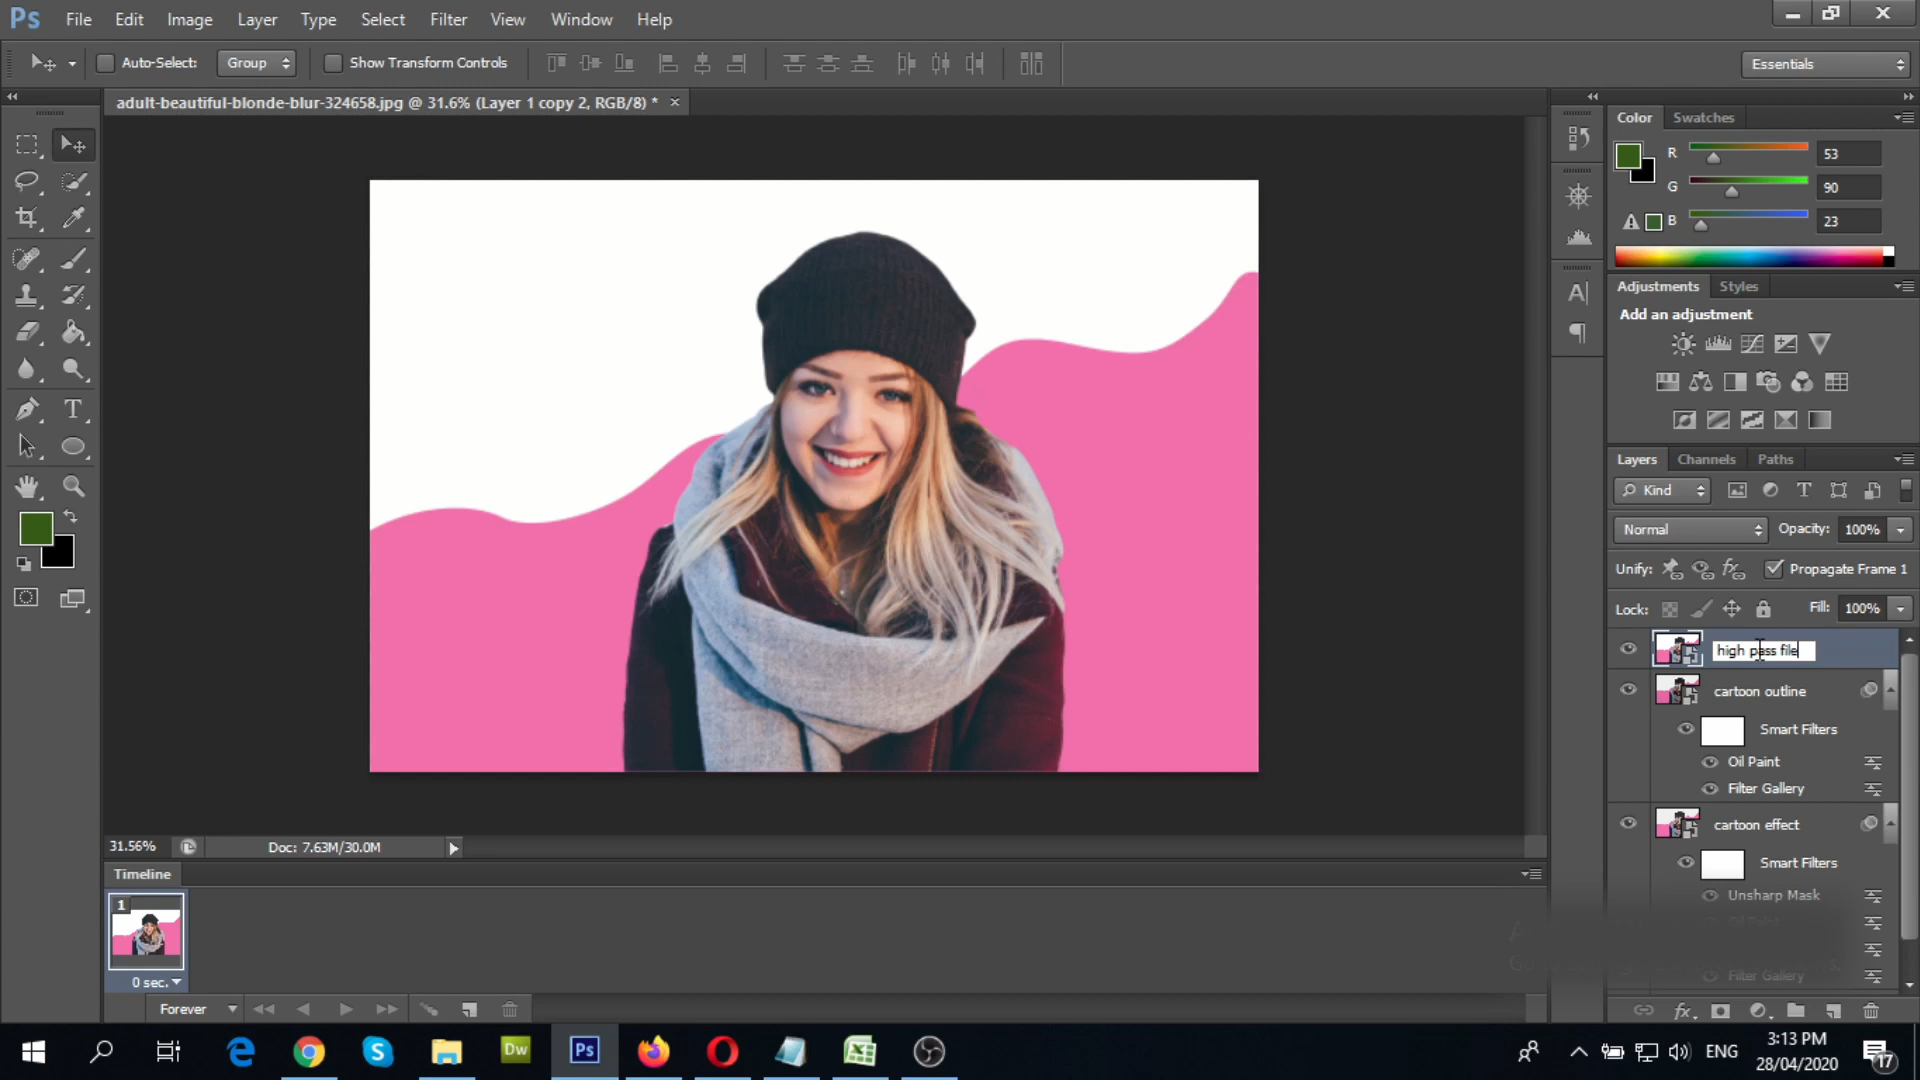 Ps File Edit Image Layer Type Select Filter View Window Help
Auto-Select: Group Show Transform Controls Essentials
adult-beautiful-blonde-blur-324658.jpg @ 31.6% (Layer 1 copy 2, RGB/8) * ×
Color Swatches
R 53
G 90
B 23
Adjustments Styles
Add an adjustment
Layers Channels Paths
Kind
Normal Opacity: 100%
Unify: Propagate Frame 1
Lock: Fill: 100%
high pass file
cartoon outline
Smart Filters
Oil Paint
Filter Gallery
cartoon effect
Smart Filters
Unsharp Mask
Oil Paint
Filter Gallery
31.56% Doc: 7.63M/30.0M
Timeline
1
0 sec.
Forever
Dw Ps ENG 3:13 PM
28/04/2020 17